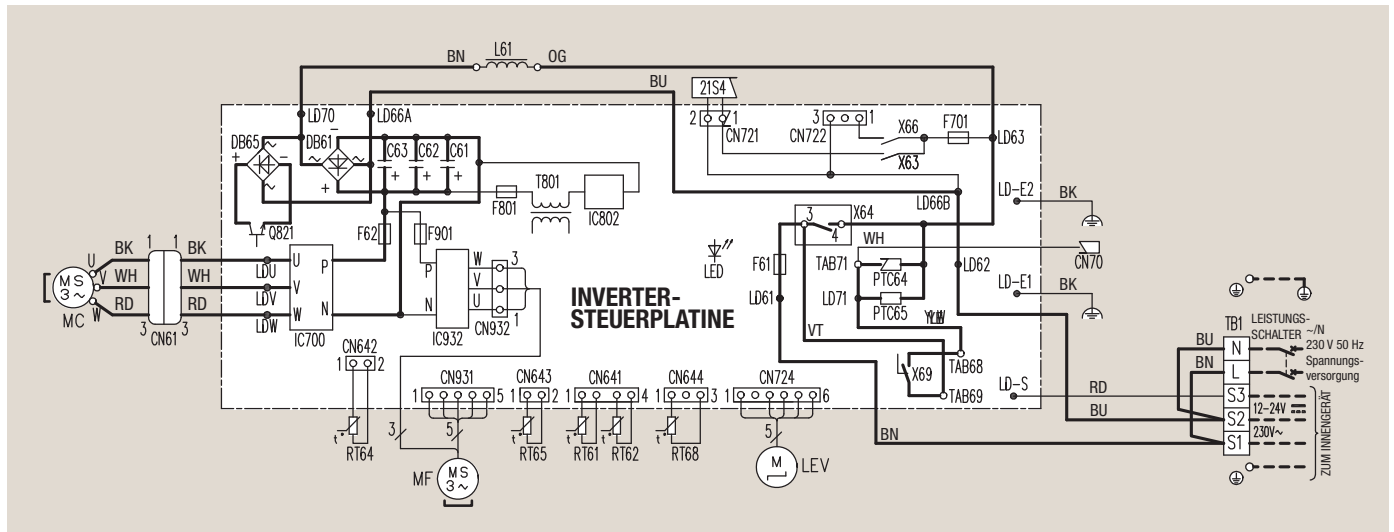 BN L61 OG
BU
21S4
LD70 LD66A
2 1 CN721
3 1 CN722
X66 F701
X63
LD63
DB65 DB61
+ ~ - ~
~ - ~ +
C63 C62 C61
+ + +
T801
F801 IC802
Q821
F62 F901
LD66B
LD-E2 BK
3 X64
4
WH
CN70
LED
F61
TAB71
PTC64
LD62
LD61 LD71
PTC65
LD-E1 BK
U BK 1 1 BK LDU U P
MS 3~ V WH WH LDV V
MC W RD 3 3 RD LDW W N
CN61 IC700
P W 3
V
N U 1
IC932 CN932
INVERTER-
STEUERPLATINE
VT
X69 TAB68
TAB69
LD-S RD
BU
BN
CN642
1 2
t° RT64
CN931
1 5
3 5
MF MS 3~
CN643
1 2
t° RT65
CN641
1 4
t° RT61 t° RT62
CN644
1 3
t° RT68
CN724
1 6
5
M LEV
TB1 LEISTUNGS-
SCHALTER ~/N
BU N 230 V 50 Hz
BN L Spannungs-
versorgung
S3
S2 12-24V
S1 230V~
ZUM INNENGERÄT